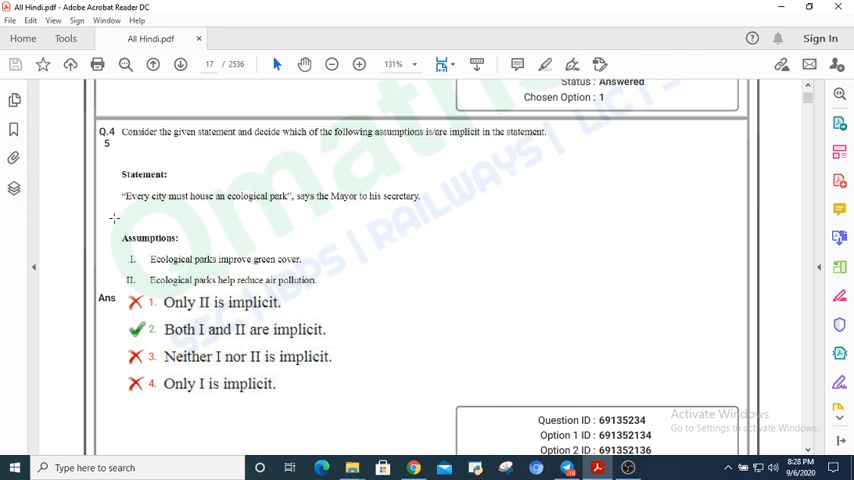 All Hindi.pdf - Adobe Acrobat Reader DC
File Edit View Sign Window Help
Home Tools All Hindi.pdf × Sign In
17 / 2536 131%
Status : Answered
Chosen Option : 1
Q.4 Consider the given statement and decide which of the following assumptions is/are implicit in the statement.
5
Statement:
“Every city must house an ecological park”, says the Mayor to his secretary.
Assumptions:
I. Ecological parks improve green cover.
II. Ecological parks help reduce air pollution.
Ans
1. Only II is implicit.
2. Both I and II are implicit.
3. Neither I nor II is implicit.
4. Only I is implicit.
Question ID : 69135234
Option 1 ID : 691352134
Option 2 ID : 691352136
Qmaths
SSC | IBPS | RAILWAYS |
Activate Windows
Go to Settings to activate Windows.
Type here to search
8:28 PM
9/6/2020